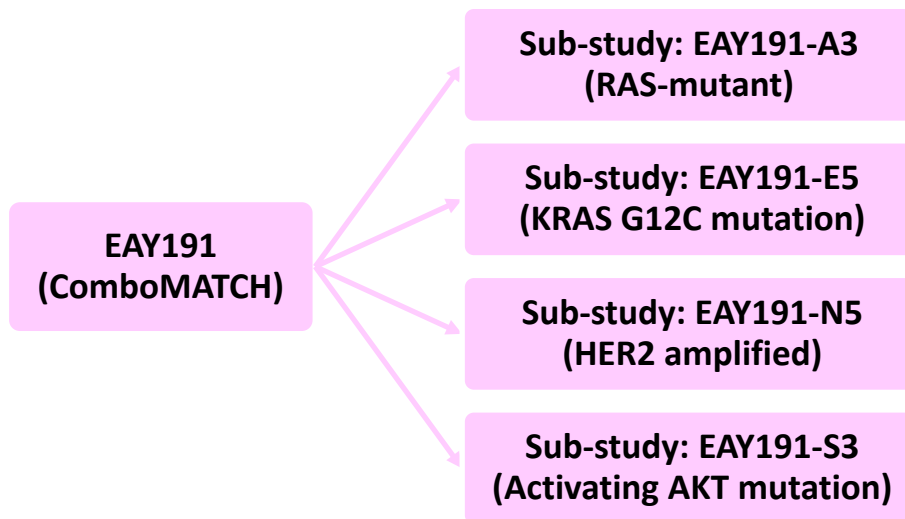 Sub-study: EAY191-A3
(RAS-mutant)
Sub-study: EAY191-E5
(KRAS G12C mutation)
EAY191
(ComboMATCH)
Sub-study: EAY191-N5
(HER2 amplified)
Sub-study: EAY191-S3
(Activating AKT mutation)